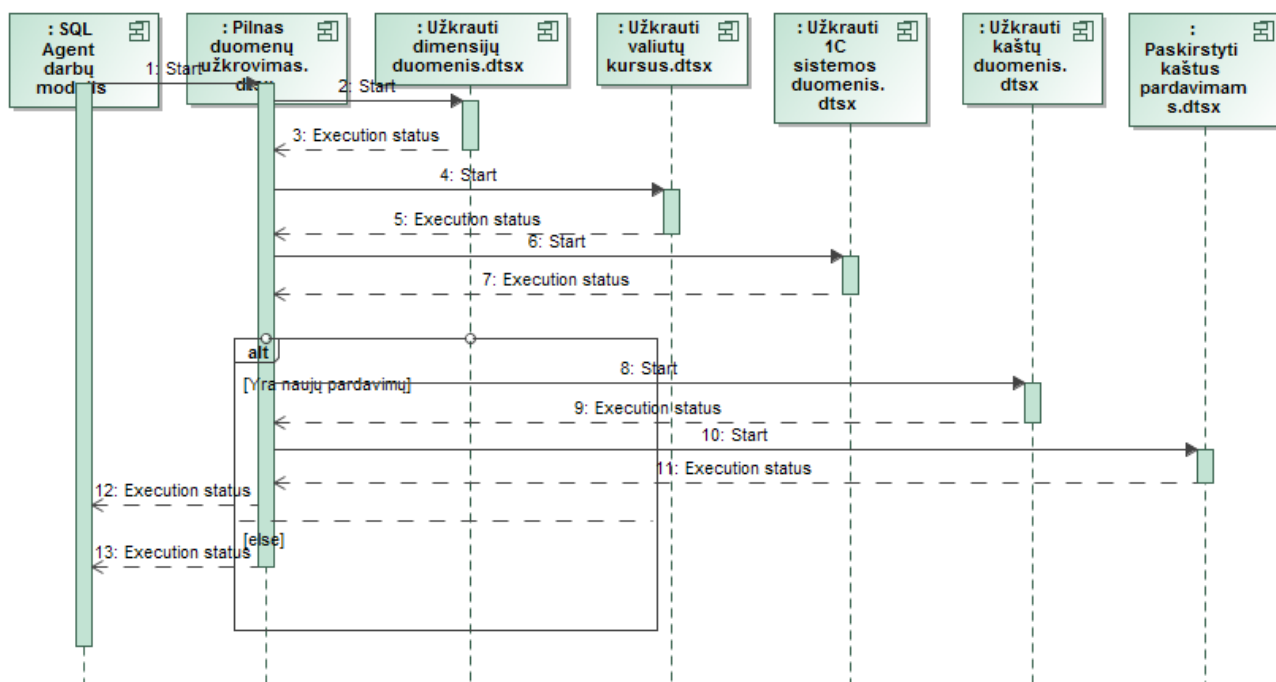 : SQL
Agent
darbų
modulis
: Pilnas
duomenų
užkrovimas.
dtsx
: Užkrauti
dimensijų
duomenis.dtsx
: Užkrauti
valiutų
kursus.dtsx
: Užkrauti
1C
sistemos
duomenis.
dtsx
: Užkrauti
kaštų
duomenis.
dtsx
:
Paskirstyti
kaštus
pardavimam
s.dtsx
1: Start
2: Start
3: Execution status
4: Start
5: Execution status
6: Start
7: Execution status
alt
[Yra naujų pardavimų]
8: Start
9: Execution status
10: Start
11: Execution status
12: Execution status
[else]
13: Execution status